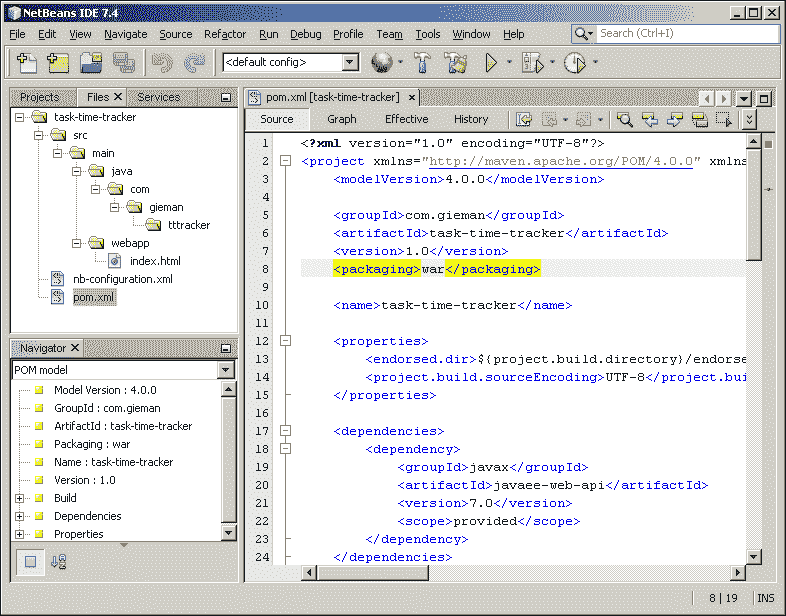 NetBeans IDE 7.4
File Edit View Navigate Source Refactor Run Debug Profile Team Tools Window Help
Search (Ctrl+I)
<default config>
Projects Files Services
task-time-tracker
src
main
java
com
gieman
tttracker
webapp
index.html
nb-configuration.xml
pom.xml
Navigator
POM model
Model Version : 4.0.0
GroupId : com.gieman
ArtifactId : task-time-tracker
Packaging : war
Name : task-time-tracker
Version : 1.0
Build
Dependencies
Properties
pom.xml [task-time-tracker]
Source Graph Effective History
1 <?xml version="1.0" encoding="UTF-8"?>
2 <project xmlns="http://maven.apache.org/POM/4.0.0" xmlns
3 <modelVersion>4.0.0</modelVersion>
4
5 <groupId>com.gieman</groupId>
6 <artifactId>task-time-tracker</artifactId>
7 <version>1.0</version>
8 <packaging>war</packaging>
9
10 <name>task-time-tracker</name>
11
12 <properties>
13 <endorsed.dir>${project.build.directory}/endorse
14 <project.build.sourceEncoding>UTF-8</project.bui
15 </properties>
16
17 <dependencies>
18 <dependency>
19 <groupId>javax</groupId>
20 <artifactId>javaee-web-api</artifactId>
21 <version>7.0</version>
22 <scope>provided</scope>
23 </dependency>
24 </dependencies>
8 | 19 INS